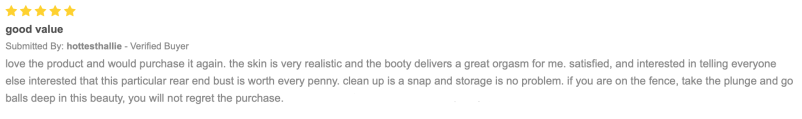 good value
Submitted By: hottesthallie - Verified Buyer
love the product and would purchase it again. the skin is very realistic and the booty delivers a great orgasm for me. satisfied, and interested in telling everyone
else interested that this particular rear end bust is worth every penny. clean up is a snap and storage is no problem. if you are on the fence, take the plunge and go
balls deep in this beauty, you will not regret the purchase.